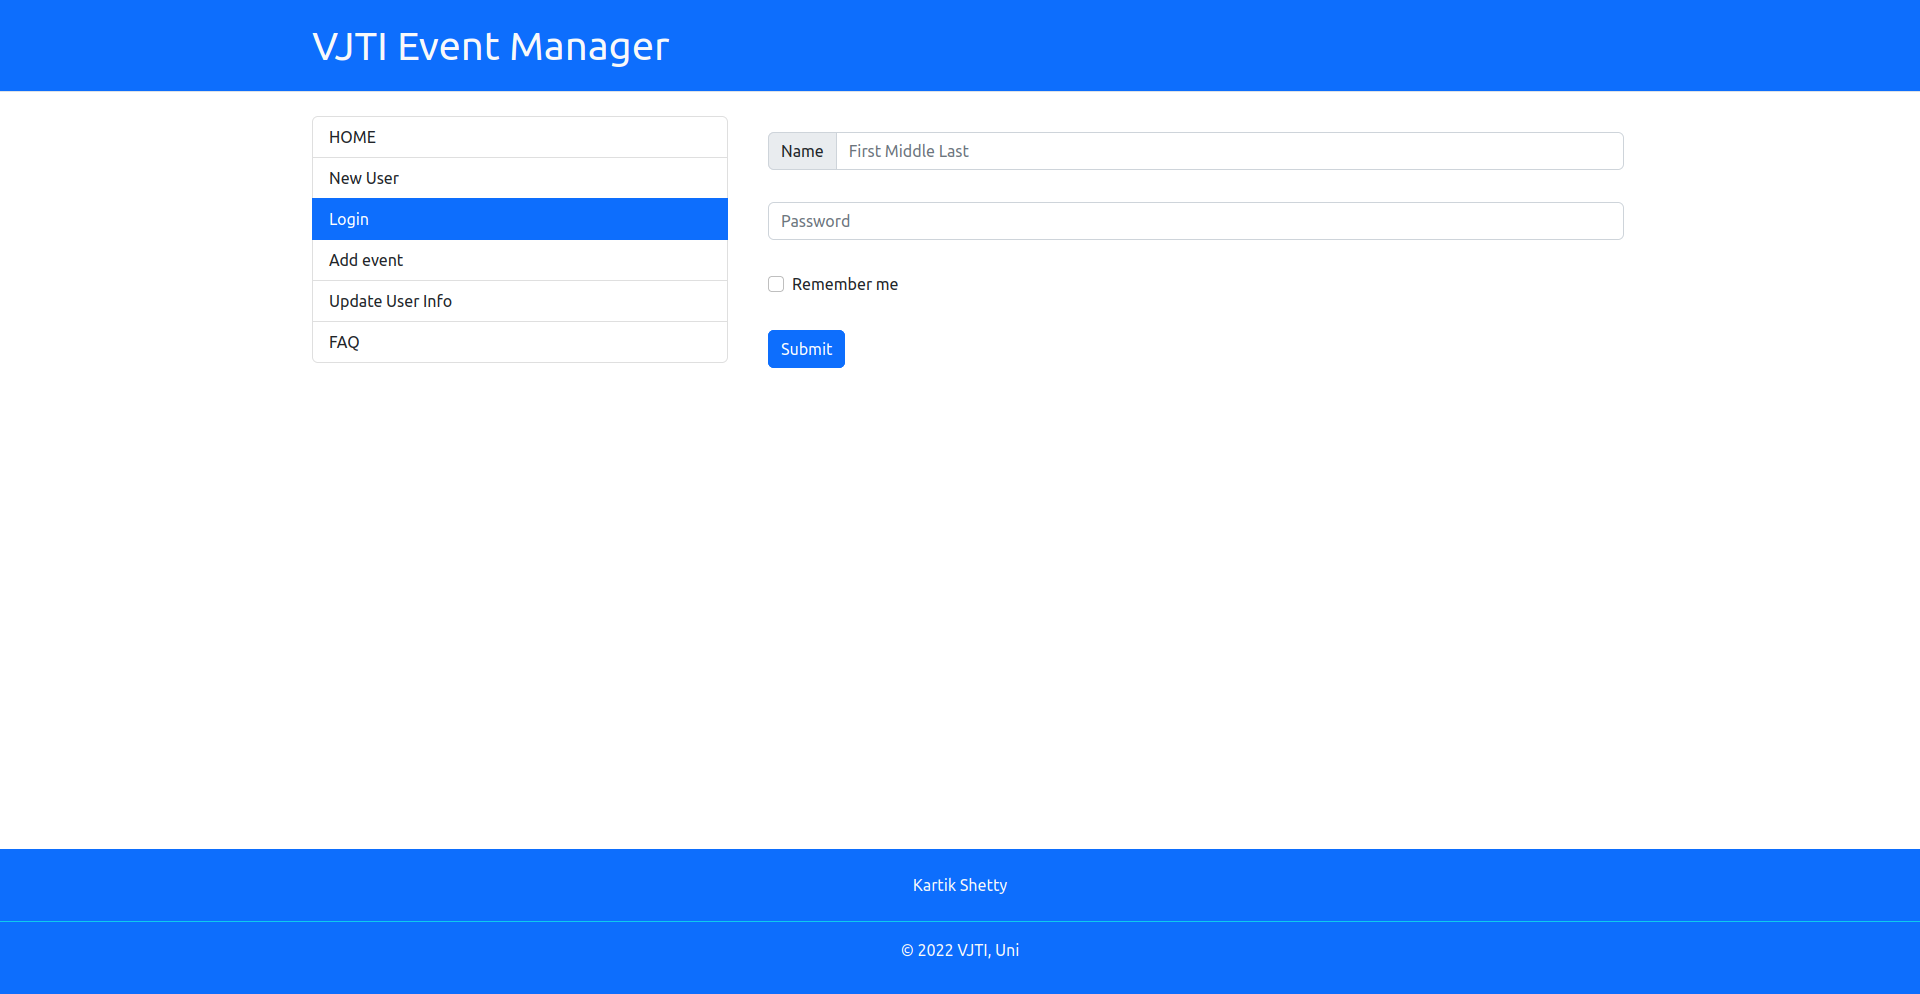 VJTI Event Manager
HOME
New User
Login
Add event
Update User Info
FAQ
Name First Middle Last
Password
Remember me
Submit
Kartik Shetty
© 2022 VJTI, Uni